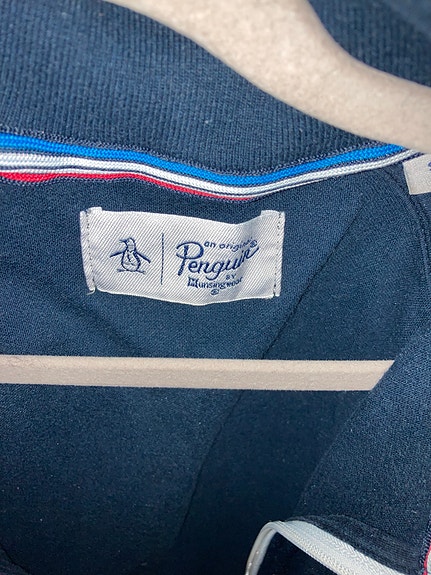 an original®
Penguin
BY
Munsingwear
®